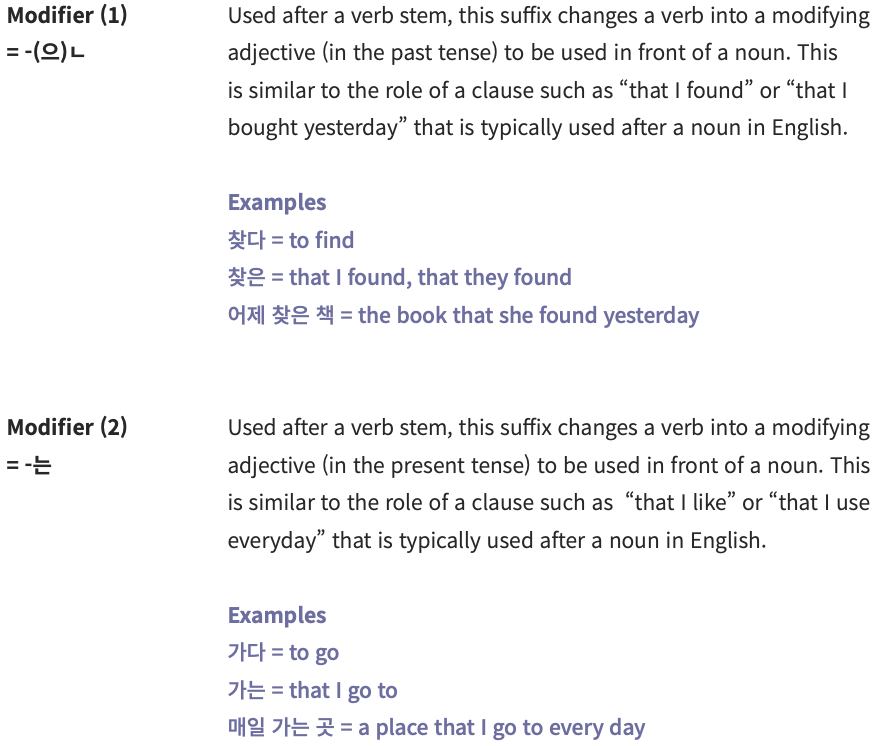 Modifier (1)
= -(으)ㄴ
Used after a verb stem, this suffix changes a verb into a modifying
adjective (in the past tense) to be used in front of a noun. This
is similar to the role of a clause such as “that I found” or “that I
bought yesterday” that is typically used after a noun in English.
Examples
찾다 = to find
찾은 = that I found, that they found
어제 찾은 책 = the book that she found yesterday
Modifier (2)
= -는
Used after a verb stem, this suffix changes a verb into a modifying
adjective (in the present tense) to be used in front of a noun. This
is similar to the role of a clause such as “that I like” or “that I use
everyday” that is typically used after a noun in English.
Examples
가다 = to go
가는 = that I go to
매일 가는 곳 = a place that I go to every day